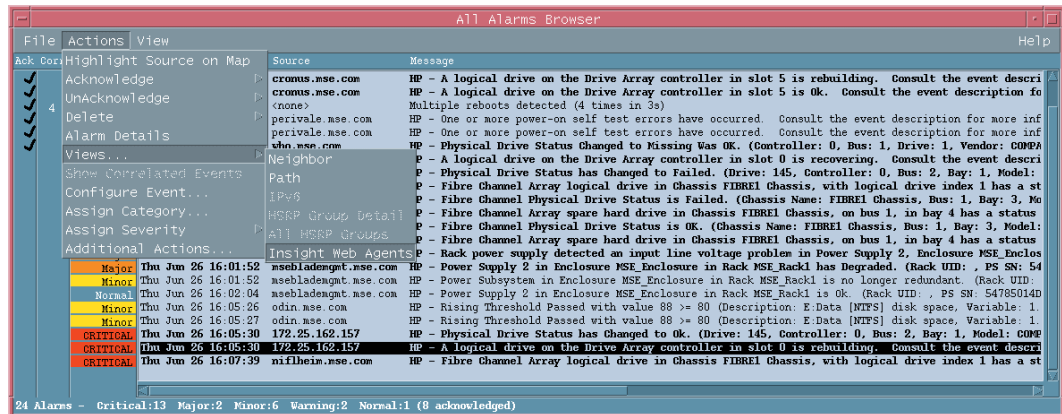 All Alarms Browser
File Actions View Help
Ack Corr Source Message
Highlight Source on Map
Acknowledge
UnAcknowledge
Delete
Alarm Details
Views...
Show Correlated Events
Configure Event...
Assign Category...
Assign Severity
Additional Actions...
Neighbor
Path
IPv6
HSRP Group Detail
All HSRP Groups
Insight Web Agents
cromus.mse.com HP - A logical drive on the Drive Array controller in slot 5 is rebuilding. Consult the event descri
cromus.mse.com HP - A logical drive on the Drive Array controller in slot 5 is Ok. Consult the event description fo
4 <none> Multiple reboots detected (4 times in 3s)
perivale.mse.com HP - One or more power-on self test errors have occurred. Consult the event description for more inf
perivale.mse.com HP - One or more power-on self test errors have occurred. Consult the event description for more inf
who.mse.com HP - Physical Drive Status Changed to Missing Was OK. (Controller: 0, Bus: 1, Drive: 1, Vendor: COMPA
P - A logical drive on the Drive Array controller in slot 0 is recovering. Consult the event descri
P - Physical Drive Status has Changed to Failed. (Drive: 145, Controller: 0, Bus: 2, Bay: 1, Model:
P - Fibre Channel Array logical drive in Chassis FIBRE1 Chassis, with logical drive index 1 has a st
P - Fibre Channel Physical Drive Status is Failed. (Chassis Name: FIBRE1 Chassis, Bus: 1, Bay: 3, Mo
P - Fibre Channel Array spare hard drive in Chassis FIBRE1 Chassis, on bus 1, in bay 4 has a status
P - Fibre Channel Physical Drive Status is OK. (Chassis Name: FIBRE1 Chassis, Bus: 1, Bay: 3, Model:
P - Fibre Channel Array spare hard drive in Chassis FIBRE1 Chassis, on bus 1, in bay 4 has a status
P - Rack power supply detected an input line voltage problem in Power Supply 2, Enclosure MSE_Enclos
Major Thu Jun 26 16:01:52 mseblademgmt.mse.com HP - Power Supply 2 in Enclosure MSE_Enclosure in Rack MSE_Rack1 has Degraded. (Rack UID: , PS SN: 54
Minor Thu Jun 26 16:01:52 mseblademgmt.mse.com HP - Power Subsystem in Enclosure MSE_Enclosure in Rack MSE_Rack1 is no longer redundant. (Rack UID:
Normal Thu Jun 26 16:02:04 mseblademgmt.mse.com HP - Power Supply 2 in Enclosure MSE_Enclosure in Rack MSE_Rack1 is Ok. (Rack UID: , PS SN: 54785014D
Minor Thu Jun 26 16:05:26 odin.mse.com HP - Rising Threshold Passed with value 88 >= 80 (Description: E:Data [NTFS] disk space, Variable: 1.
Minor Thu Jun 26 16:05:27 odin.mse.com HP - Rising Threshold Passed with value 88 >= 80 (Description: E:Data [NTFS] disk space, Variable: 1.
CRITICAL Thu Jun 26 16:05:30 172.25.162.157 HP - Physical Drive Status has Changed to Ok. (Drive: 145, Controller: 0, Bus: 2, Bay: 1, Model: COMP
CRITICAL Thu Jun 26 16:05:30 172.25.162.157 HP - A logical drive on the Drive Array controller in slot 0 is rebuilding. Consult the event descri
CRITICAL Thu Jun 26 16:07:39 niflheim.mse.com HP - Fibre Channel Array logical drive in Chassis FIBRE1 Chassis, with logical drive index 1 has a st
24 Alarms - Critical:13 Major:2 Minor:6 Warning:2 Normal:1 (8 acknowledged)